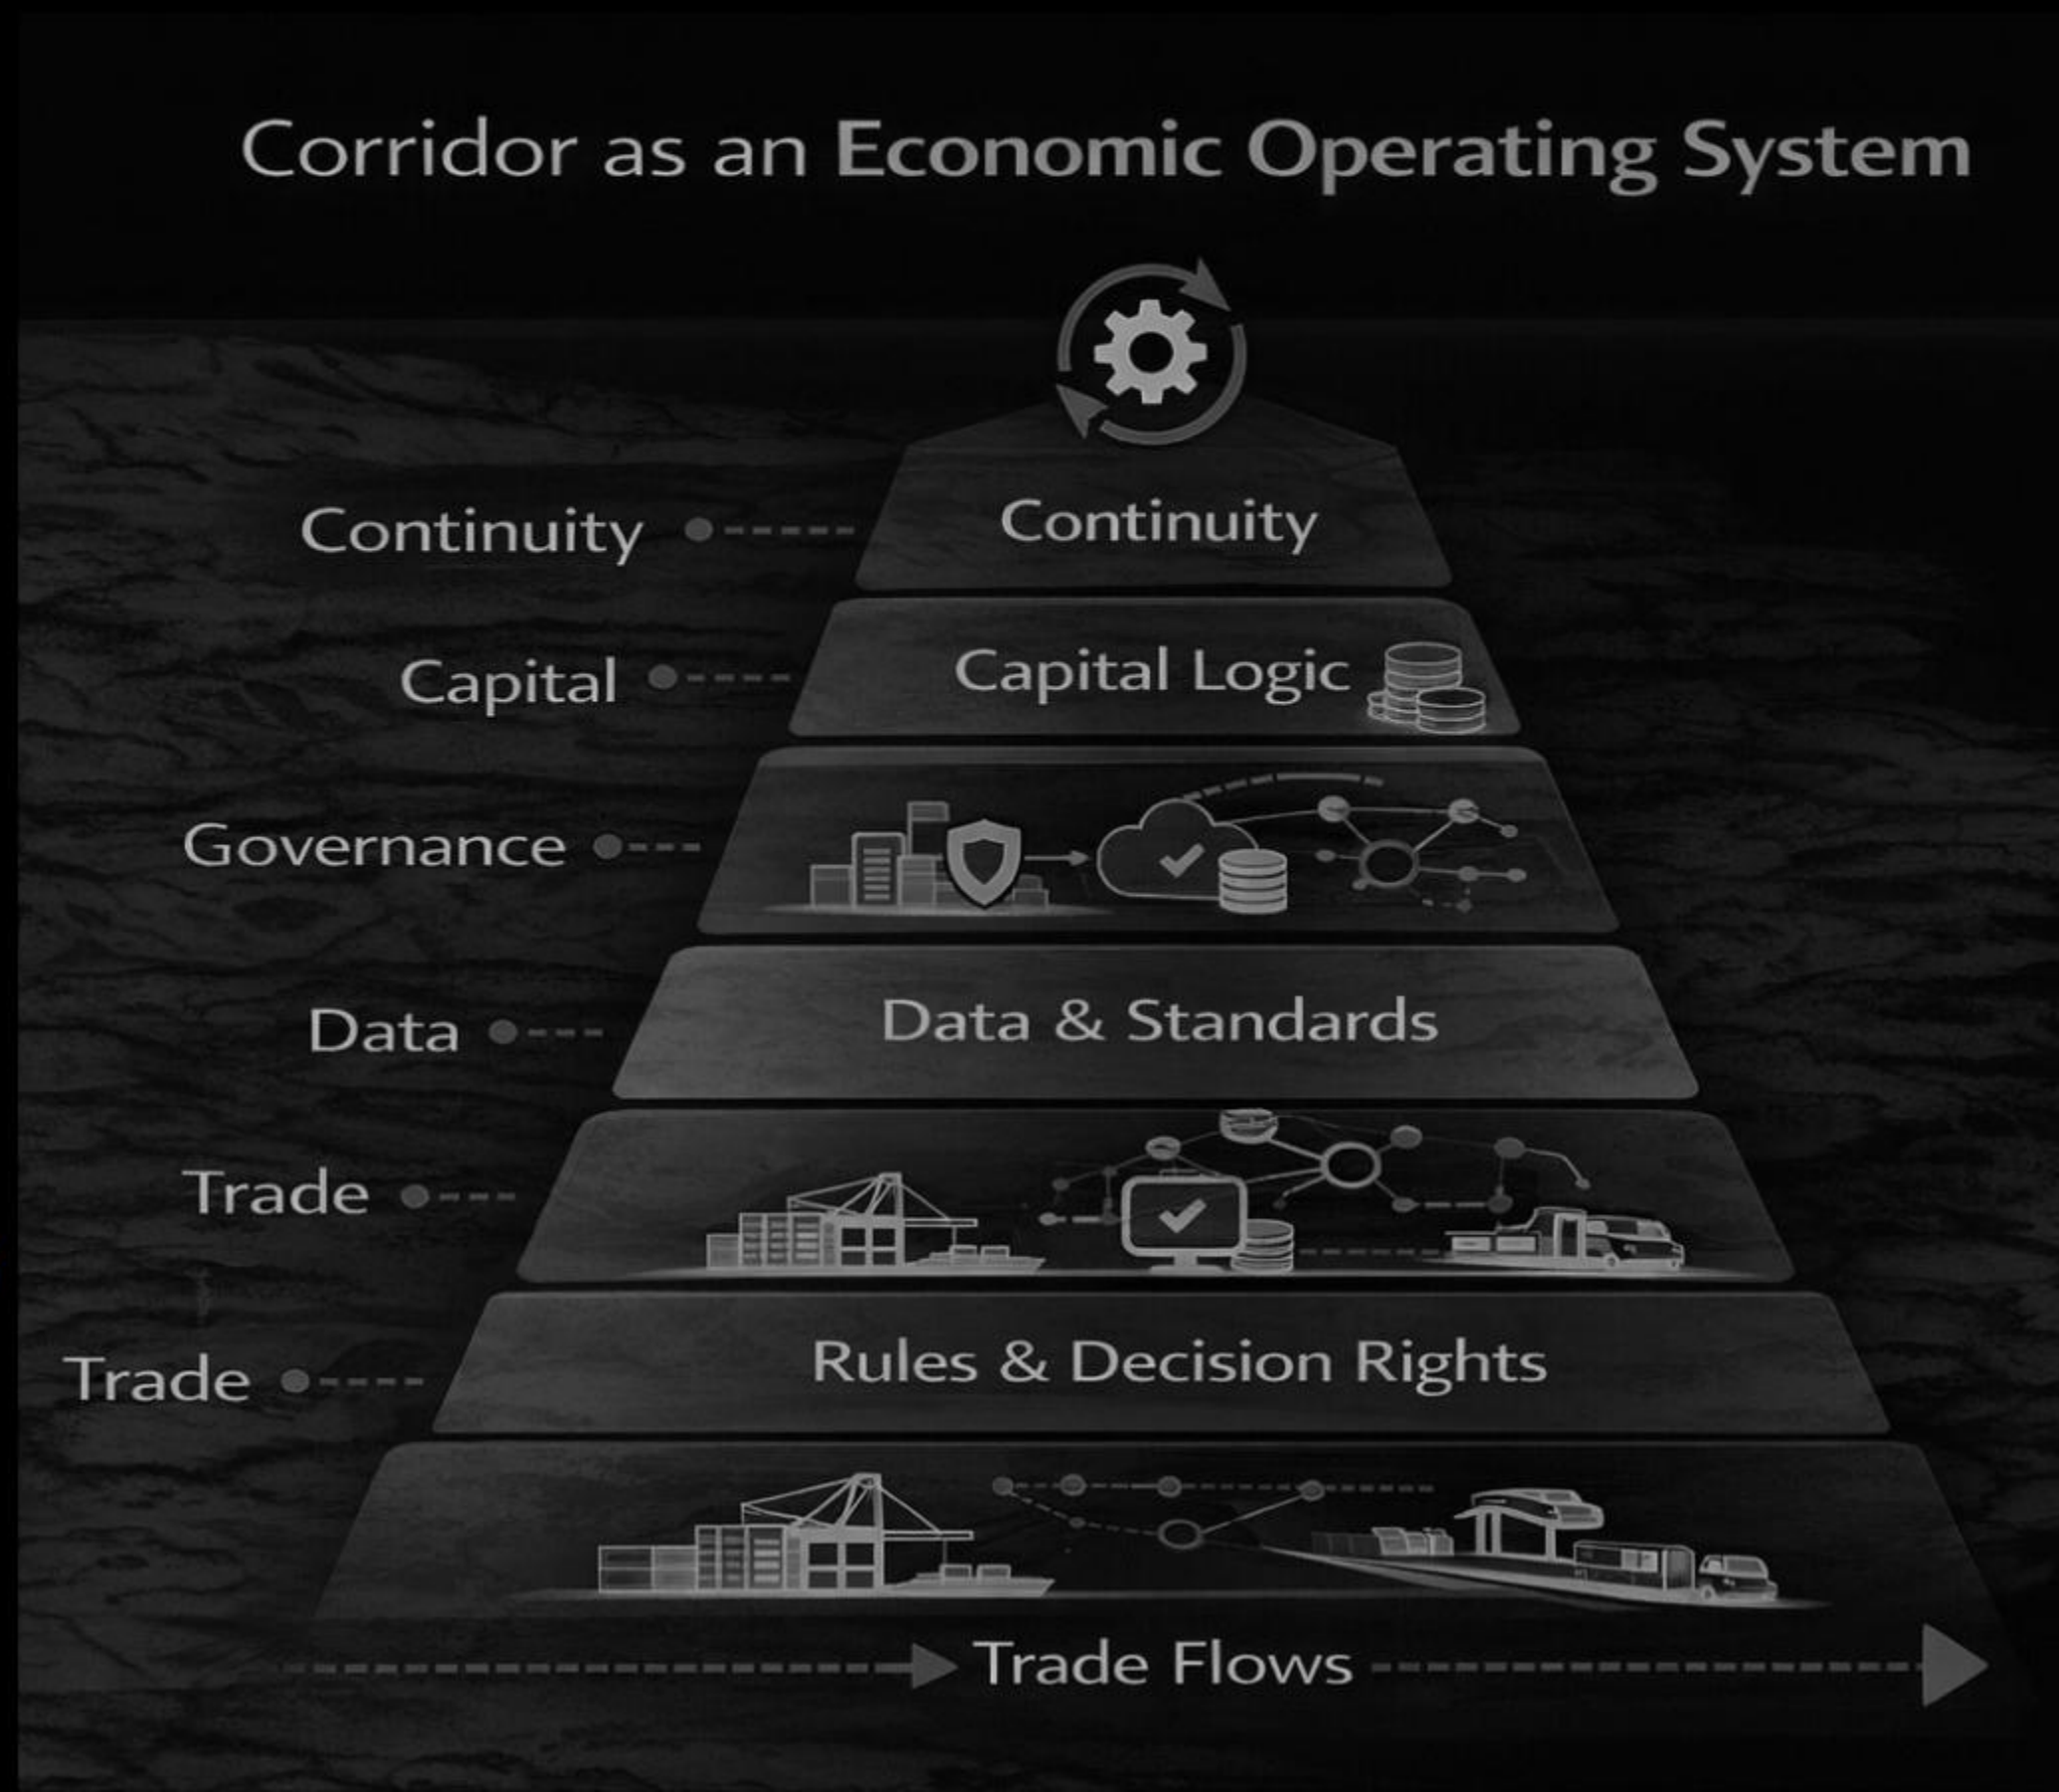 Corridor as an Economic Operating System
Continuity
Continuity
Capital
Capital Logic
Governance
Data
Data & Standards
Trade
Trade
Rules & Decision Rights
Trade Flows